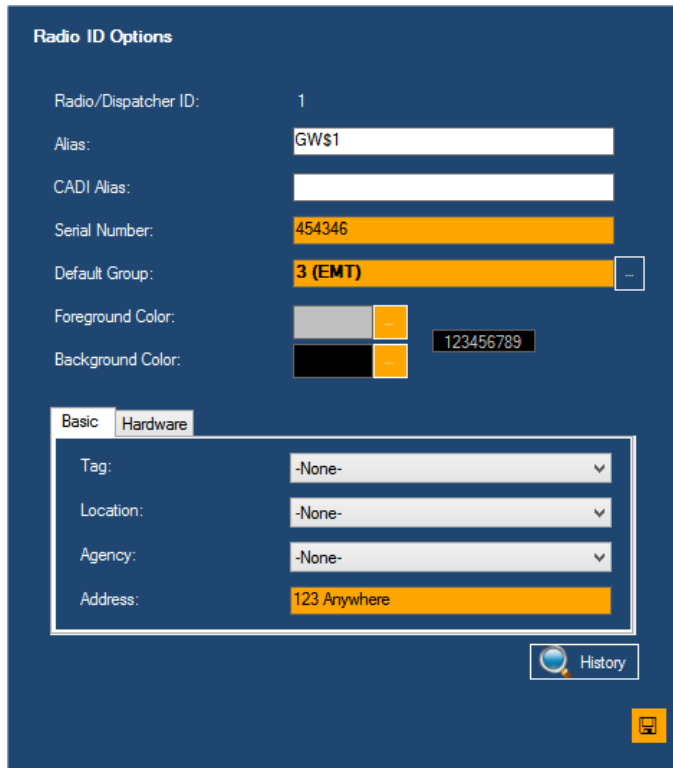 Radio ID Options
Radio/Dispatcher ID: 1
Alias: GW$1
CADI Alias:
Serial Number: 454346
Default Group: 3 (EMT) ...
Foreground Color: ...
123456789
Background Color: ...
Basic Hardware
Tag: -None-
Location: -None-
Agency: -None-
Address: 123 Anywhere
History